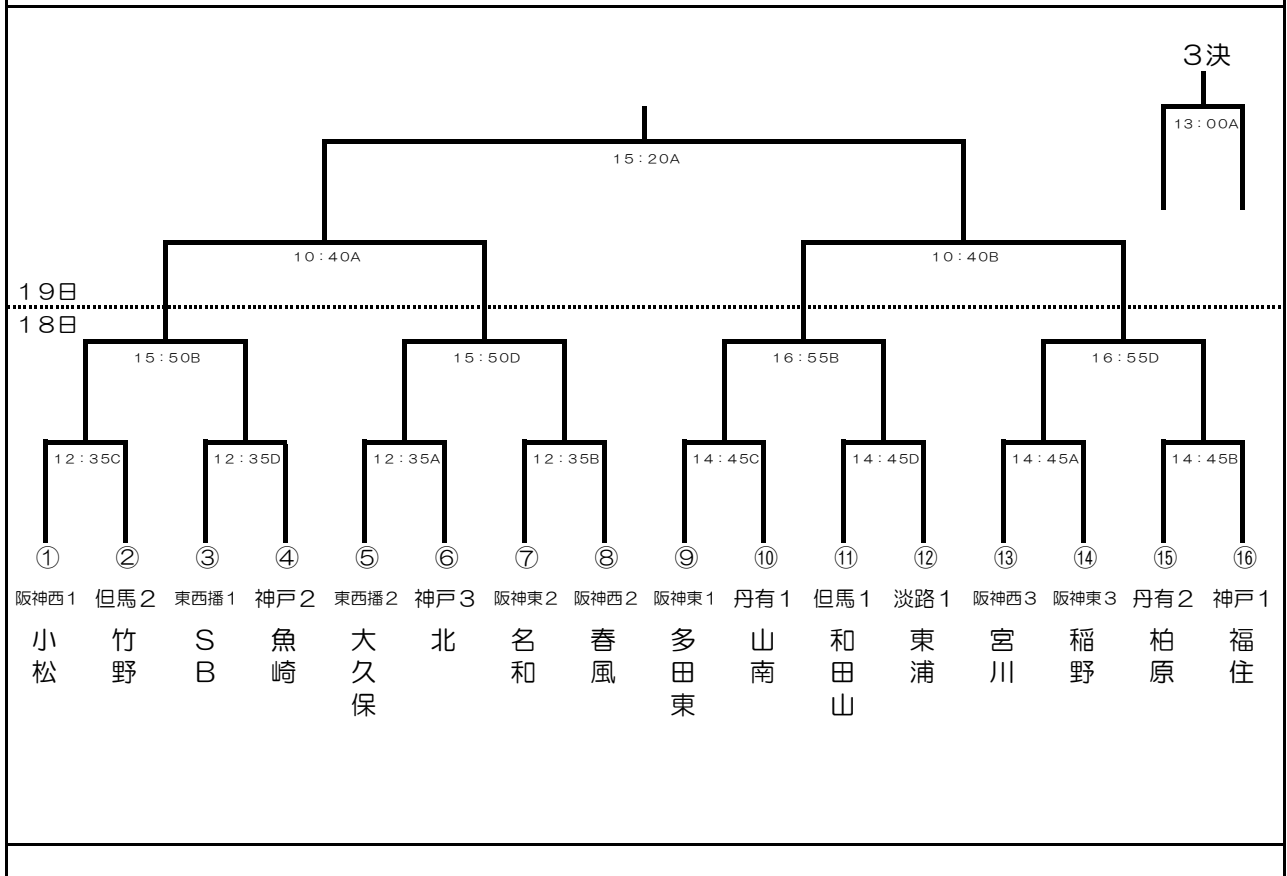 3決
13:00A
15:20A
10:40A
10:40B
19日
18日
15:50B
15:50D
16:55B
16:55D
12:35C
12:35D
12:35A
12:35B
14:45C
14:45D
14:45A
14:45B
① ② ③ ④ ⑤ ⑥ ⑦ ⑧ ⑨ ⑩ ⑪ ⑫ ⑬ ⑭ ⑮ ⑯
阪神西1 但馬2 東西播1 神戸2 東西播2 神戸3 阪神東2 阪神西2 阪神東1 丹有1 但馬1 淡路1 阪神西3 阪神東3 丹有2 神戸1
小松
竹野
SB
魚崎
大久保
北
名和
春風
多田東
山南
和田山
東浦
宮川
稲野
柏原
福住